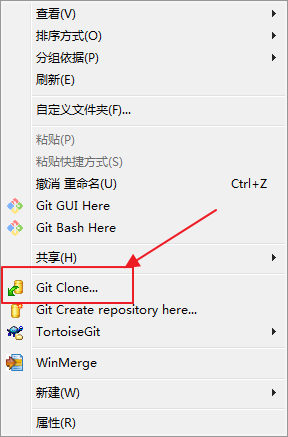 查看(V)
排序方式(O)
分组依据(P)
刷新(E)
自定义文件夹(F)...
粘贴(P)
粘贴快捷方式(S)
撤消 重命名(U) Ctrl+Z
Git GUI Here
Git Bash Here
共享(H)
Git Clone...
Git Create repository here...
TortoiseGit
WinMerge
新建(W)
属性(R)